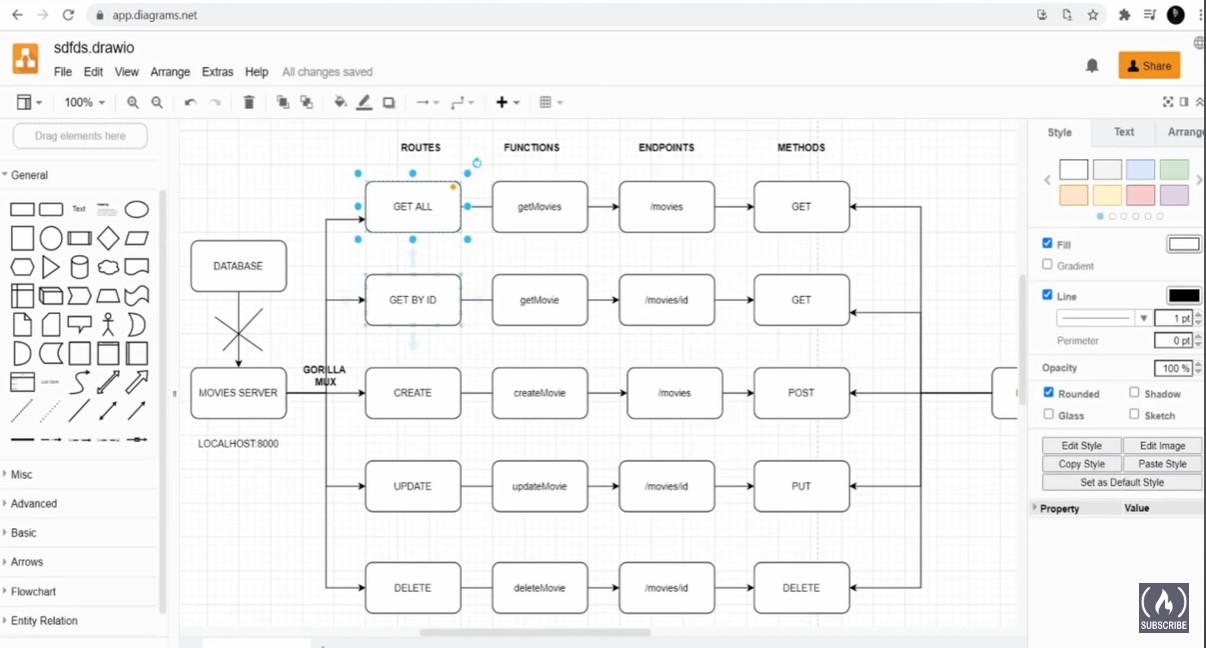 app.diagrams.net
sdfds.drawio
File Edit View Arrange Extras Help All changes saved
Share
100%
Drag elements here
General
Text
List Item
Misc
Advanced
Basic
Arrows
Flowchart
Entity Relation
ROUTES FUNCTIONS ENDPOINTS METHODS
GET ALL getMovies /movies GET
DATABASE
GET BY ID getMovie /movies/id GET
GORILLA
MUX
MOVIES SERVER CREATE createMovie /movies POST
LOCALHOST:8000
UPDATE updateMovie /movies/id PUT
DELETE deleteMovie /movies/id DELETE
Style Text Arrange
Fill
Gradient
Line
1 pt
Perimeter 0 pt
Opacity 100 %
Rounded Shadow
Glass Sketch
Edit Style Edit Image
Copy Style Paste Style
Set as Default Style
Property Value
SUBSCRIBE